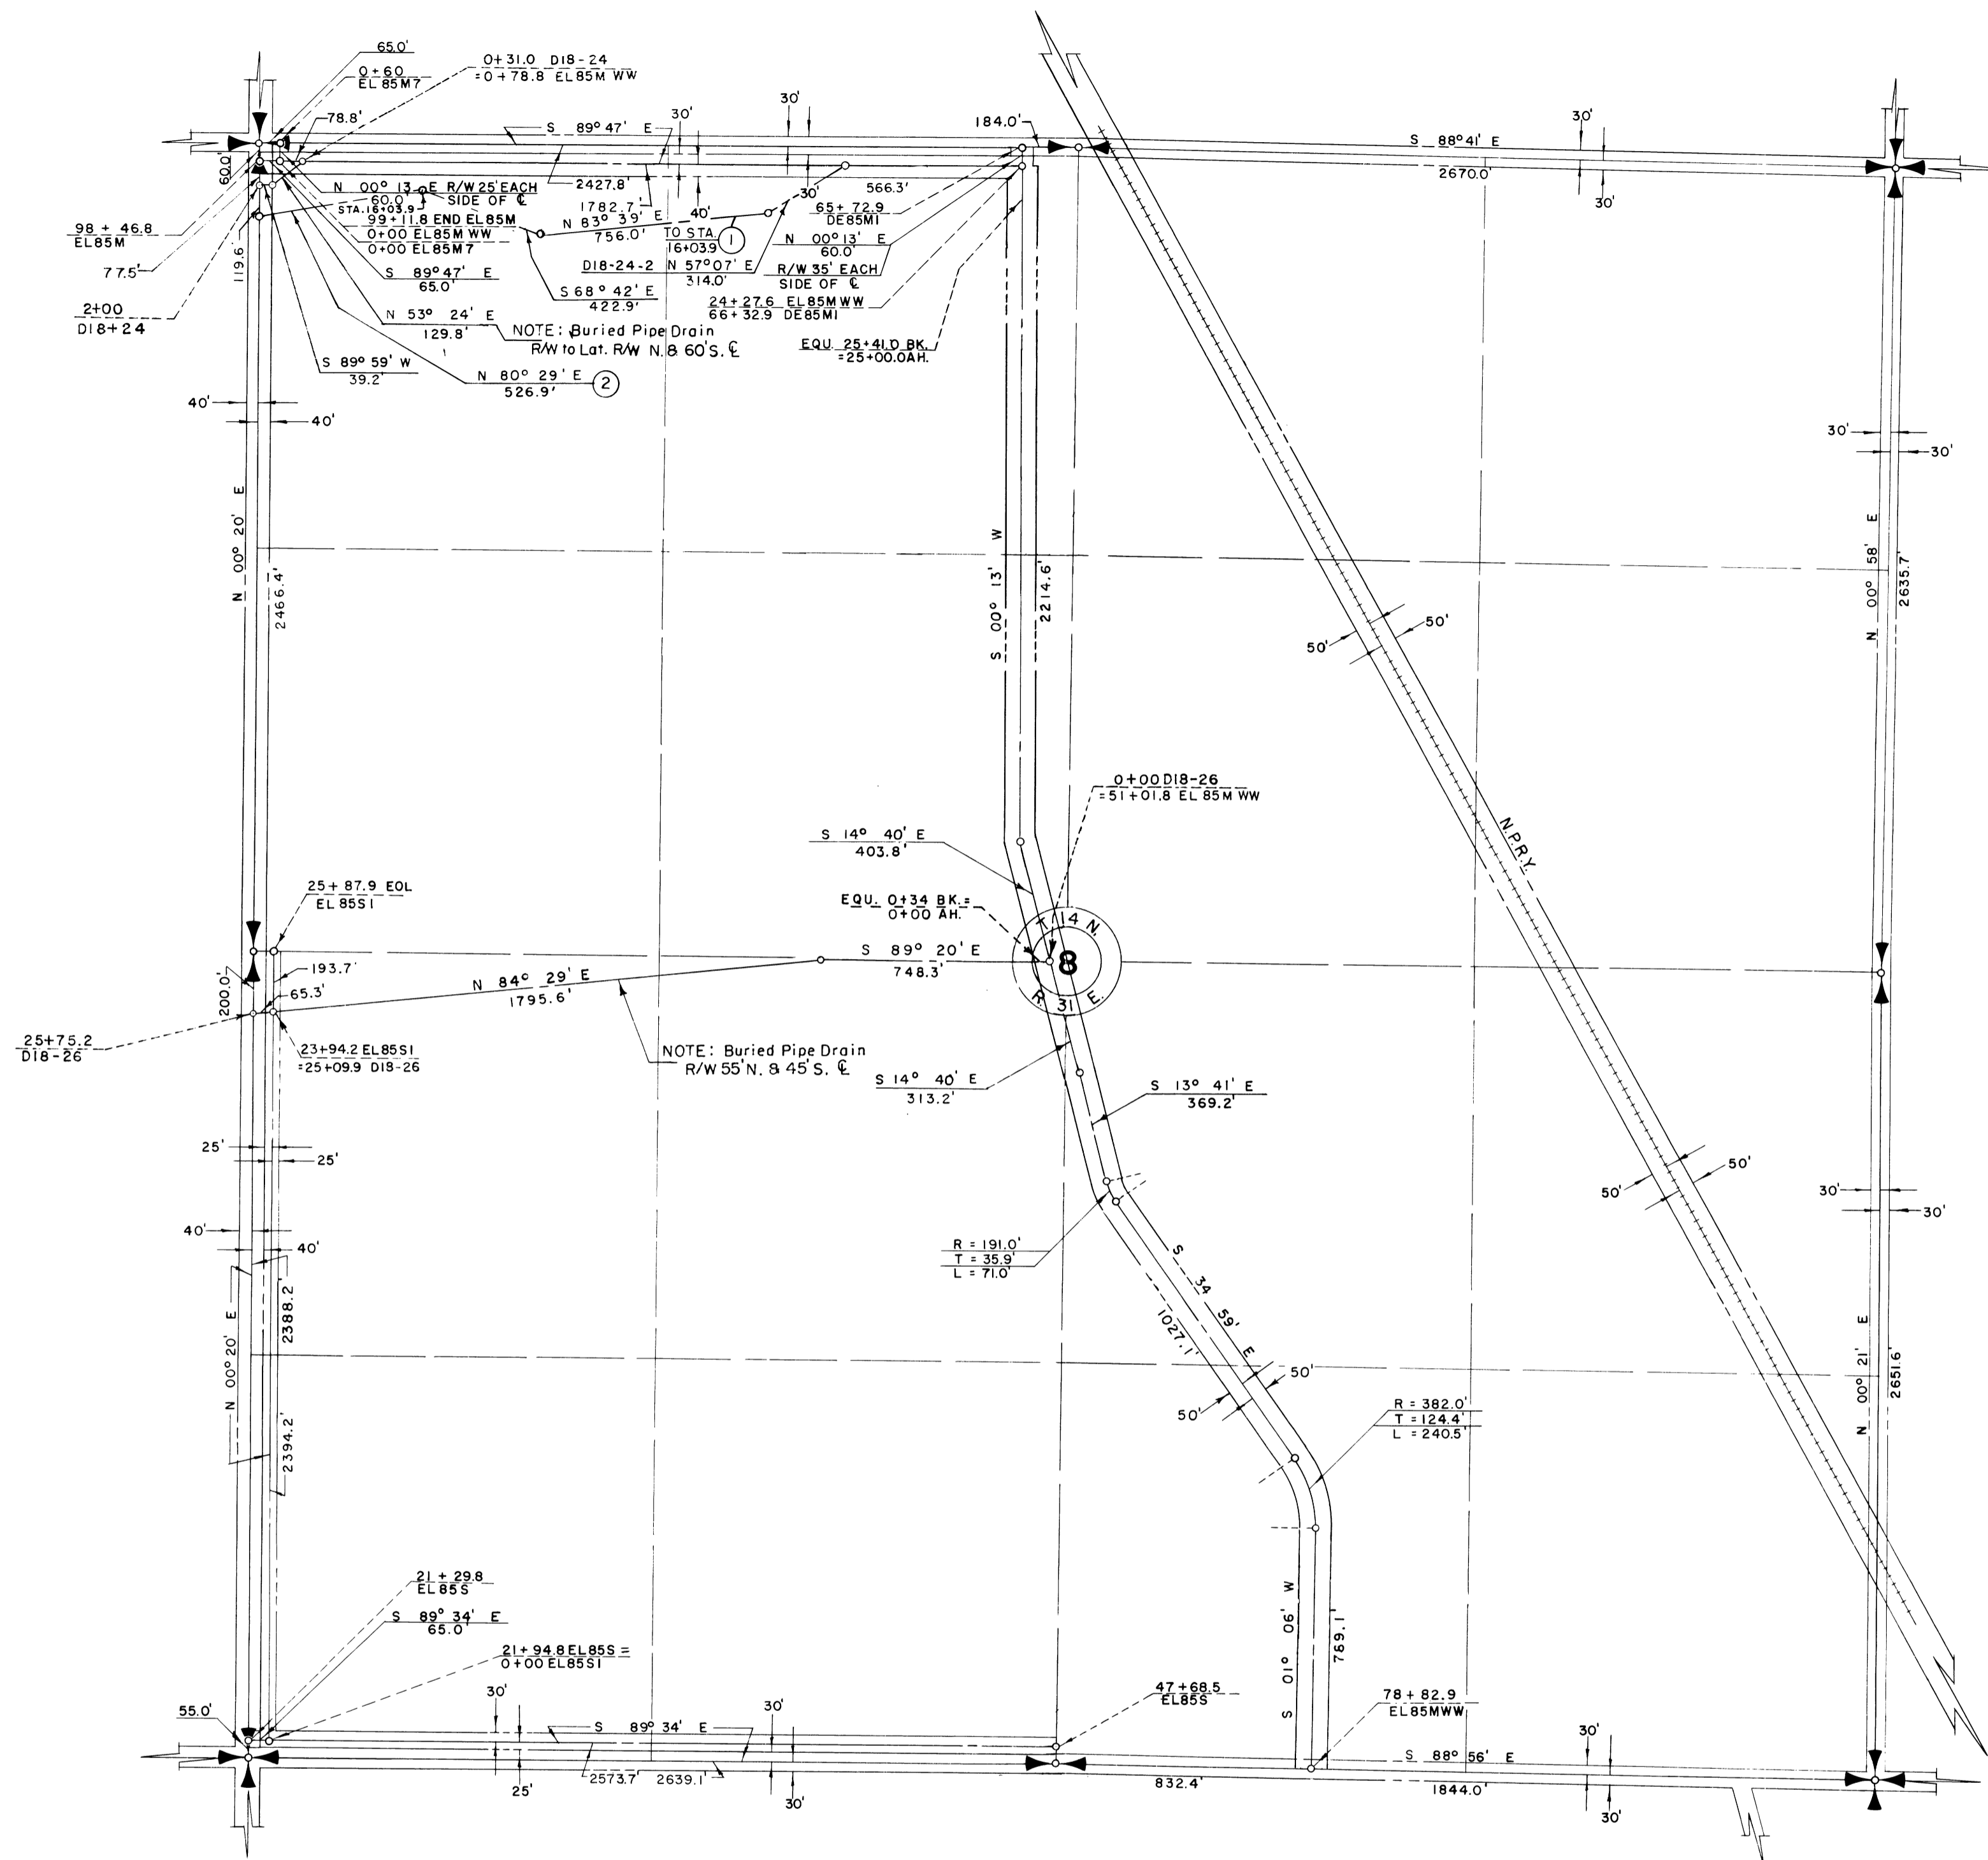 65.0'
0+60
EL 85M7
0+31.0 D18-24
=0+78.8 EL85M WW
78.8'
30'
30'
S 89° 47' E
184.0'
S 88° 41' E
30'
2670.0'
30'
60.0'
N 00° 13' E R/W 25' EACH
SIDE OF ℄
60.0'
STA. 16+03.9
99+11.8 END EL85M
0+00 EL85M WW
0+00 EL85M7
2427.8'
1782.7'
30'
40'
566.3'
65+72.9
DE85M1
98 + 46.8
EL85M
77.5'
119.6'
N 83° 39' E
756.0'
TO STA.
16+03.9
1
N 00° 13' E
60.0'
R/W 35' EACH
SIDE OF ℄
S 89° 47' E
65.0'
D18-24-2 N 57° 07' E
314.0'
S 68° 42' E
422.9'
24+27.6 EL85M WW
66+32.9 DE85M1
2+00
D18+24
N 53° 24' E
129.8'
NOTE: Buried Pipe Drain
R/W to Lat. R/W N. & 60' S. ℄
EQU. 25+41.0 BK.
=25+00.0 AH.
S 89° 59' W
39.2'
N 80° 29' E
526.9'
2
40'
40'
30'
30'
N 00° 20' E
2466.4'
S 00° 13' W
2214.6'
N 00° 58' E
2635.7'
50'
50'
0+00 D18-26
=51+01.8 EL 85M WW
N.P.R.Y.
S 14° 40' E
403.8'
25+87.9 EOL
EL 85S1
EQU. 0+34 BK.=
0+00 AH.
T 14 N.
8
R. 31 E.
S 89° 20' E
748.3'
193.7'
65.3'
200.0'
N 84° 29' E
1795.6'
25+75.2
D18-26
23+94.2 EL85S1
=25+09.9 D18-26
NOTE: Buried Pipe Drain
R/W 55' N. & 45' S. ℄
S 14° 40' E
313.2'
S 13° 41' E
369.2'
25'
25'
50'
50'
30'
30'
40'
40'
R = 191.0'
T = 35.9'
L = 71.0'
S 34 59' E
1027.1'
N 00° 20' E
2388.2'
2394.2'
50'
50'
R = 382.0'
T = 124.4'
L = 240.5'
N 00° 21' E
2651.6'
21 + 29.8
EL 85S
S 89° 34' E
65.0'
21+94.8 EL85S =
0+00 EL85S1
S 01° 06' W
789.1'
55.0'
30'
30'
S 89° 34' E
47+68.5
EL85S
78 + 82.9
EL85MWW
S 88° 56' E
30'
25'
2573.7' 2639.1'
30'
832.4'
1844.0'
30'